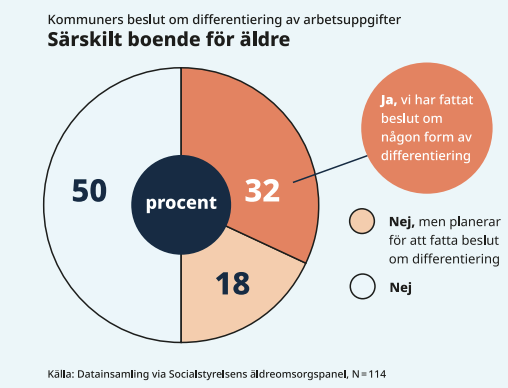 Kommuners beslut om differentiering av arbetsuppgifter
Särskilt boende för äldre
Ja, vi har fattat
beslut om
någon form av
differentiering
50
procent
32
18
Nej, men planerar
för att fatta beslut
om differentiering
Nej
Källa: Datainsamling via Socialstyrelsens äldreomsorgspanel, N=114